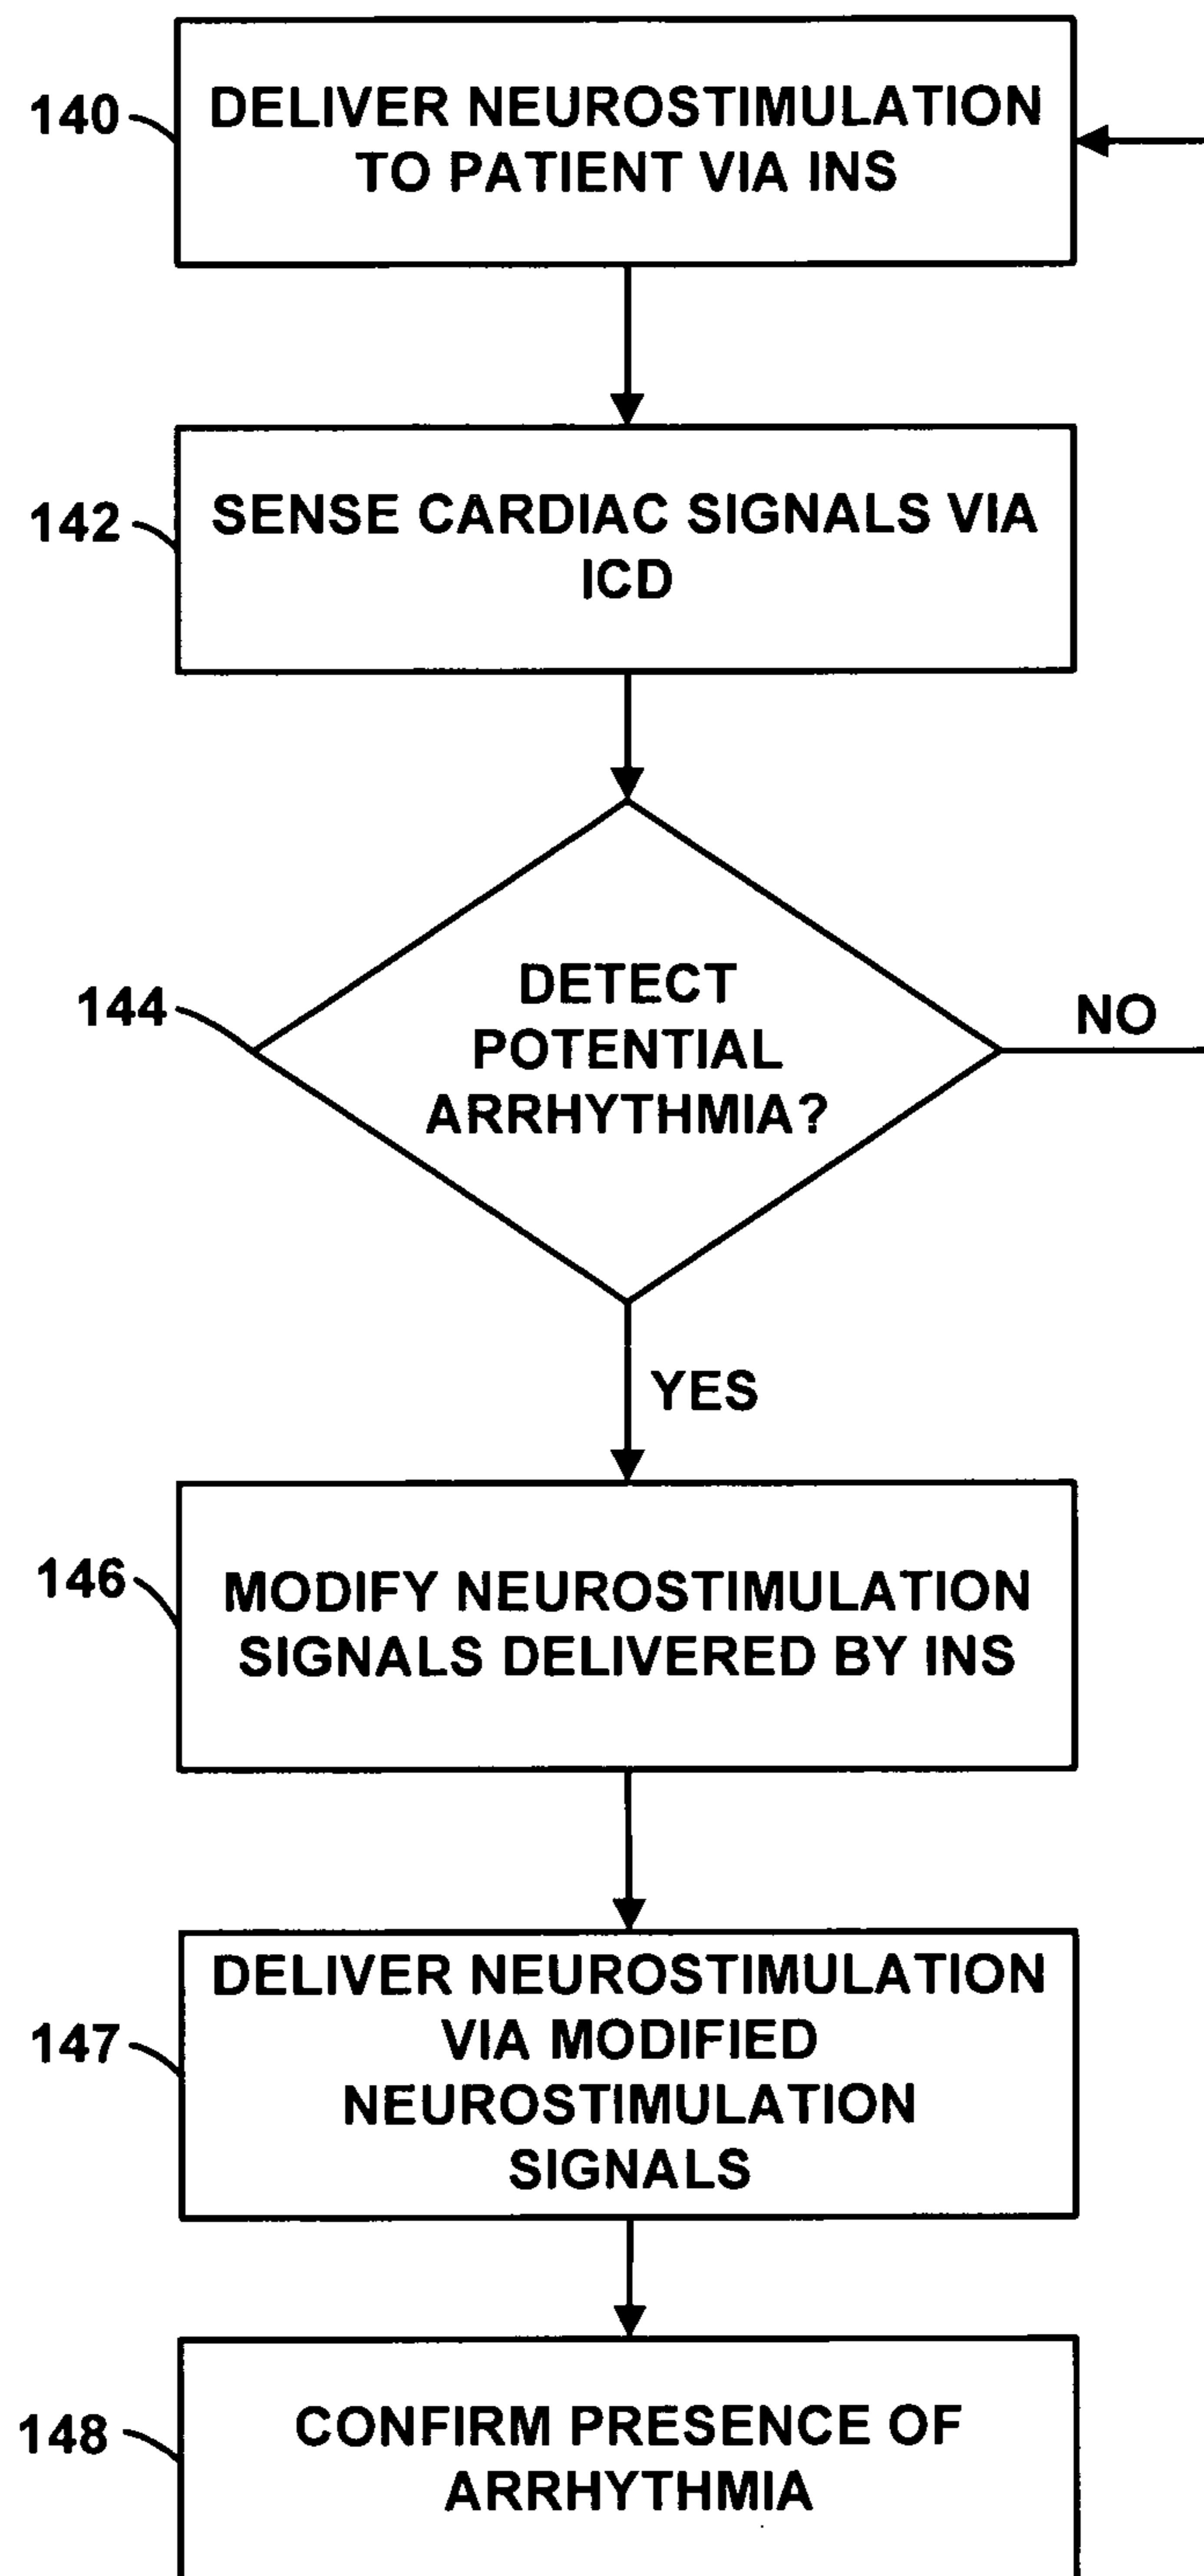 140
DELIVER NEUROSTIMULATION
TO PATIENT VIA INS
142
SENSE CARDIAC SIGNALS VIA
ICD
144
DETECT
POTENTIAL
ARRHYTHMIA?
NO
YES
146
MODIFY NEUROSTIMULATION
SIGNALS DELIVERED BY INS
147
DELIVER NEUROSTIMULATION
VIA MODIFIED
NEUROSTIMULATION
SIGNALS
148
CONFIRM PRESENCE OF
ARRHYTHMIA